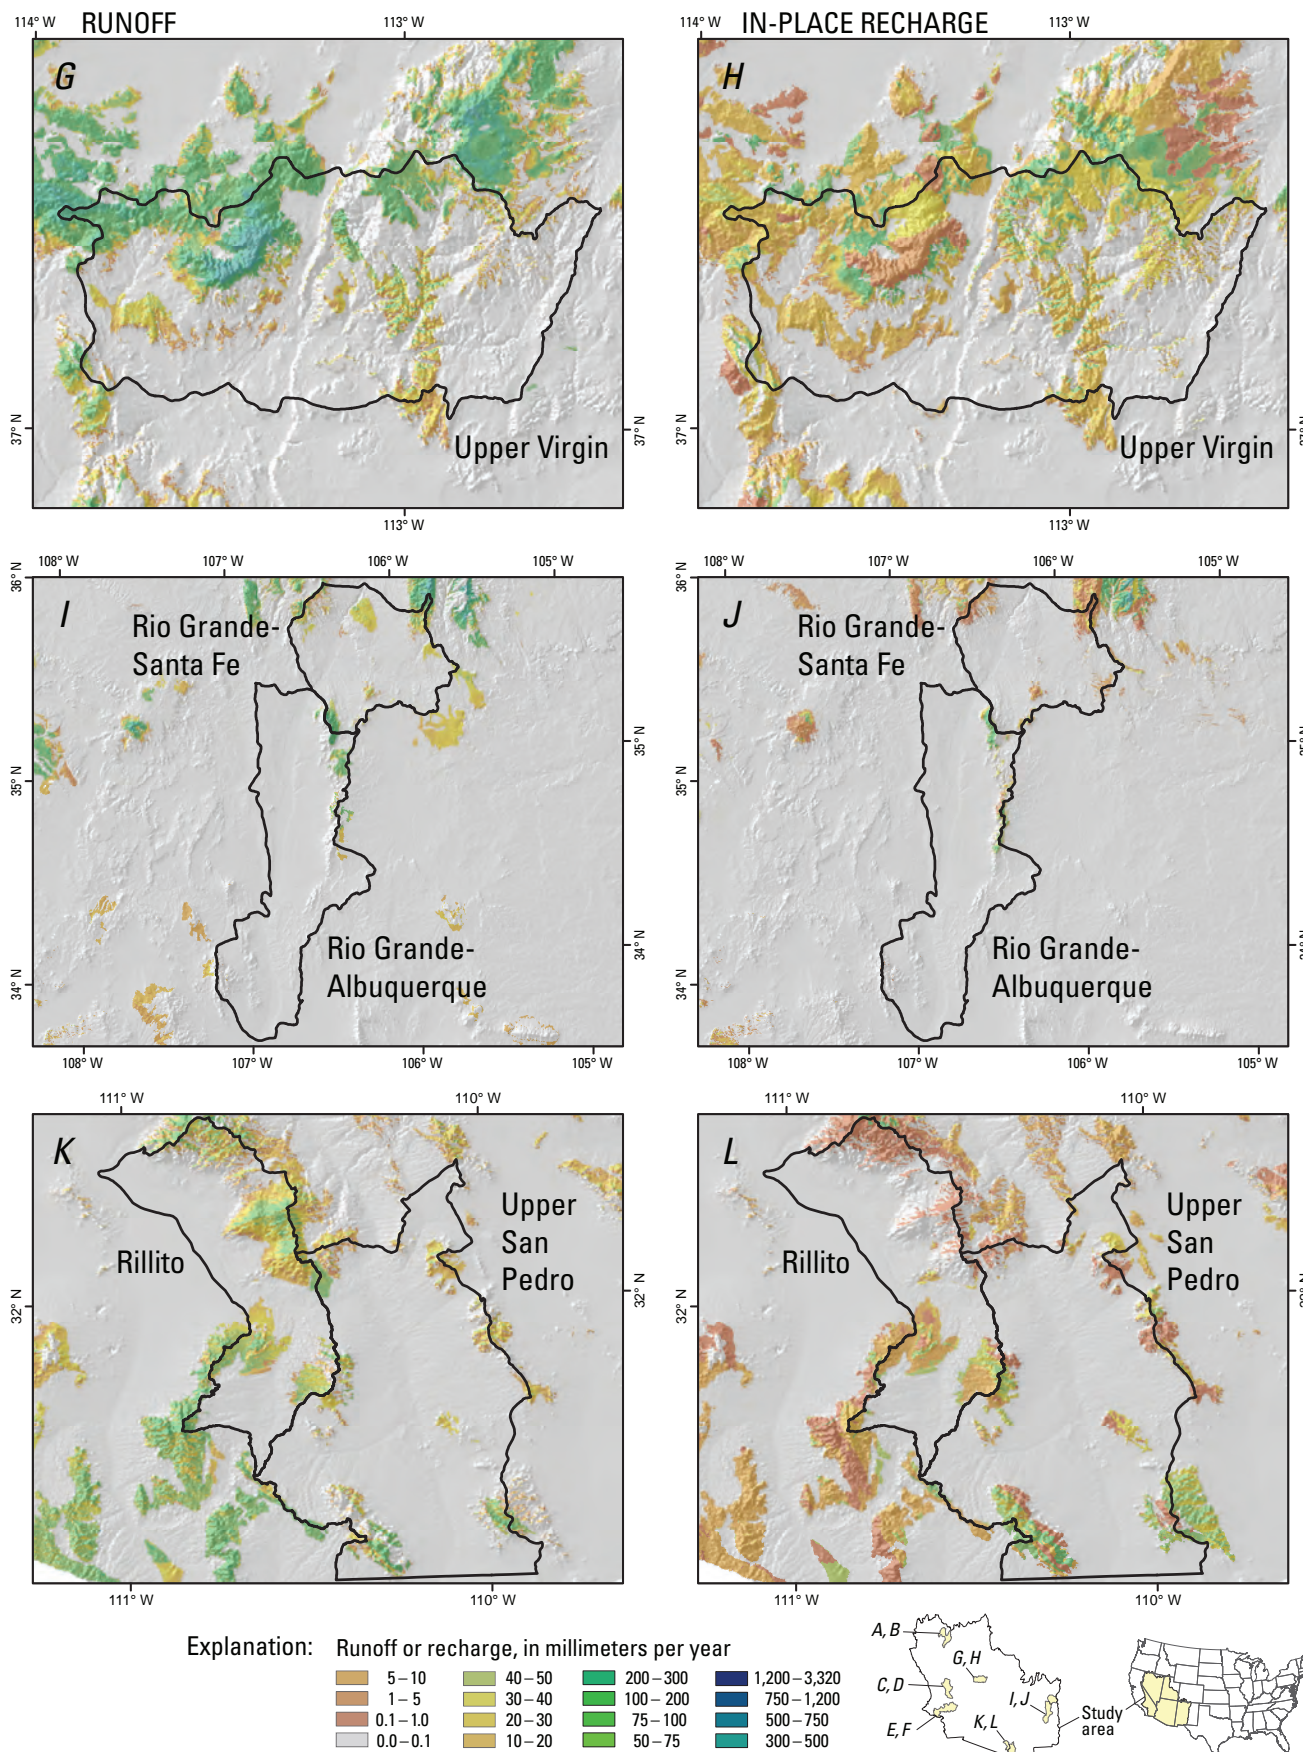 114° W
RUNOFF
113° W
114° W
IN-PLACE RECHARGE
113° W
G
H
37° N
37° N
37° N
Upper Virgin
Upper Virgin
113° W
113° W
108° W
107° W
106° W
105° W
108° W
107° W
106° W
105° W
36° N
36° N
I
J
Rio Grande-
Santa Fe
Rio Grande-
Santa Fe
35° N
35° N
35° N
35° N
Rio Grande-
Albuquerque
Rio Grande-
Albuquerque
34° N
34° N
34° N
34° N
108° W
107° W
106° W
105° W
108° W
107° W
106° W
105° W
111° W
110° W
111° W
110° W
K
L
Rillito
Upper
San
Pedro
Rillito
Upper
San
Pedro
32° N
32° N
32° N
32° N
111° W
110° W
111° W
110° W
Explanation:
Runoff or recharge, in millimeters per year
5–10
40–50
200–300
1,200–3,320
1–5
30–40
100–200
750–1,200
0.1–1.0
20–30
75–100
500–750
0.0–0.1
10–20
50–75
300–500
A, B
G, H
C, D
I, J
E, F
K, L
Study
area